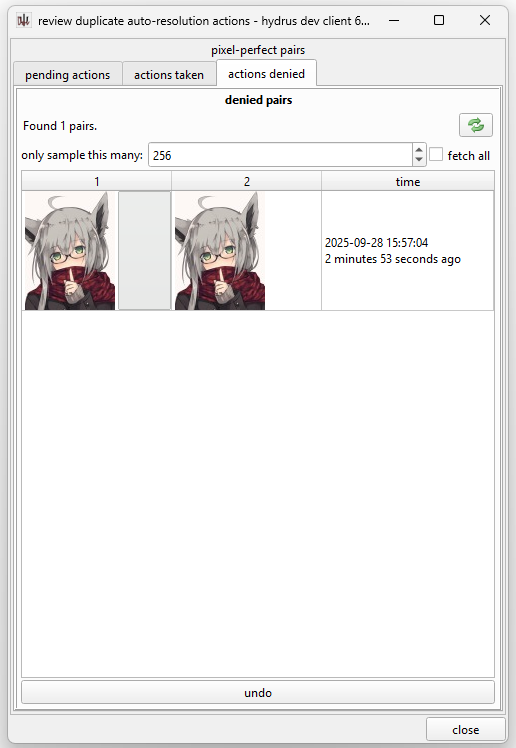 review duplicate auto-resolution actions - hydrus dev client 6...
pixel-perfect pairs
pending actions
actions taken
actions denied
denied pairs
Found 1 pairs.
only sample this many: 256 fetch all
1 2 time
2025-09-28 15:57:04
2 minutes 53 seconds ago
undo
close